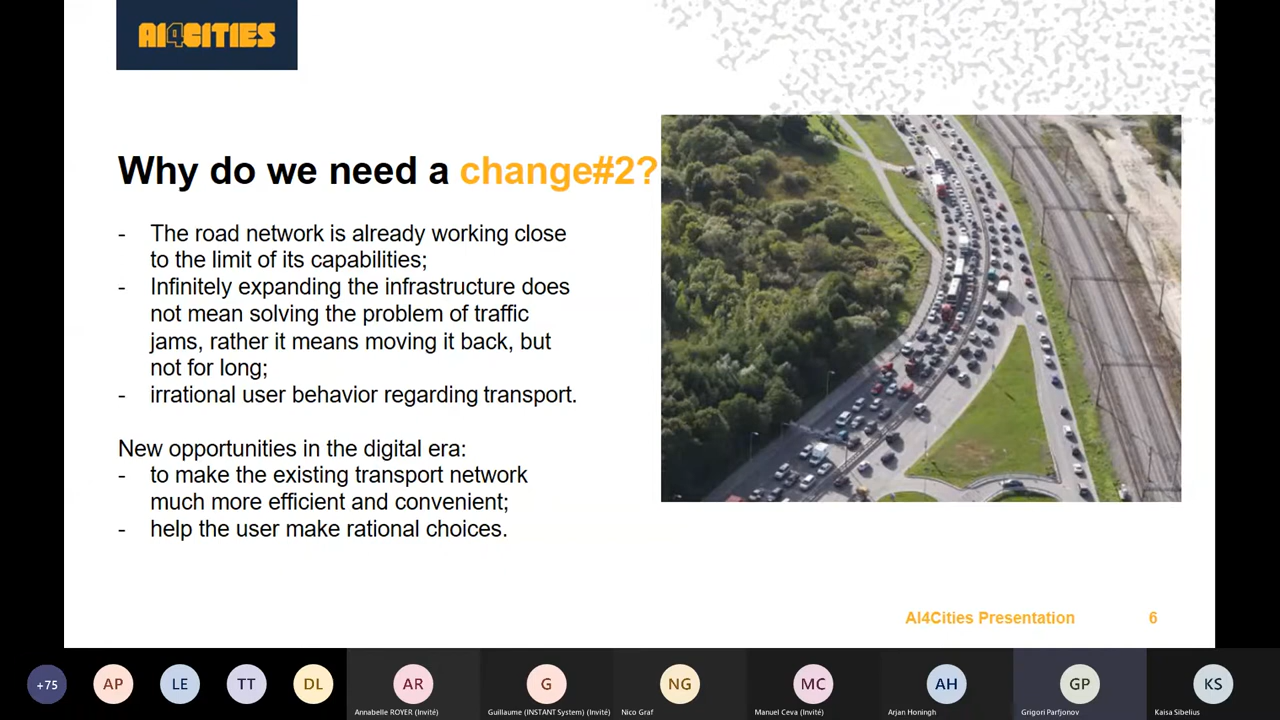 AI4CITIES
Why do we need a change#2?
- The road network is already working close
to the limit of its capabilities;
- Infinitely expanding the infrastructure does
not mean solving the problem of traffic
jams, rather it means moving it back, but
not for long;
- irrational user behavior regarding transport.
New opportunities in the digital era:
- to make the existing transport network
much more efficient and convenient;
- help the user make rational choices.
AI4Cities Presentation 6
+75 AP LE TT DL AR G NG MC AH GP KS
Annabelle ROYER (Invité) Guillaume (INSTANT System) (Invité) Nico Graf Manuel Ceva (Invité) Arjan Honingh Grigori Parfjonov Kaisa Sibelius